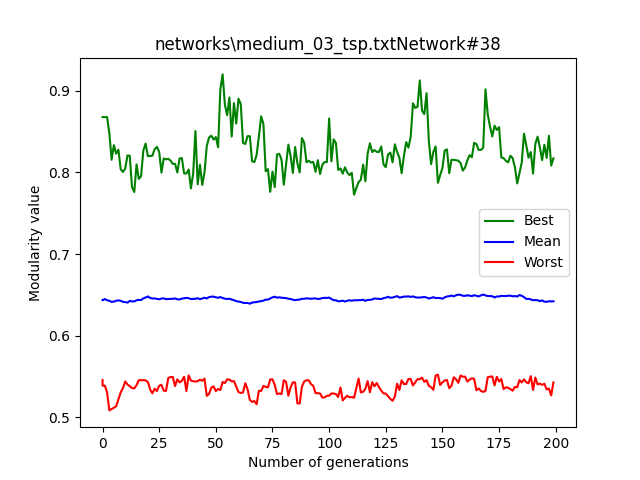 networks\medium_03_tsp.txtNetwork#38
0.9
0.8
0.7
0.6
0.5
Modularity value
Best
Mean
Worst
0 25 50 75 100 125 150 175 200
Number of generations